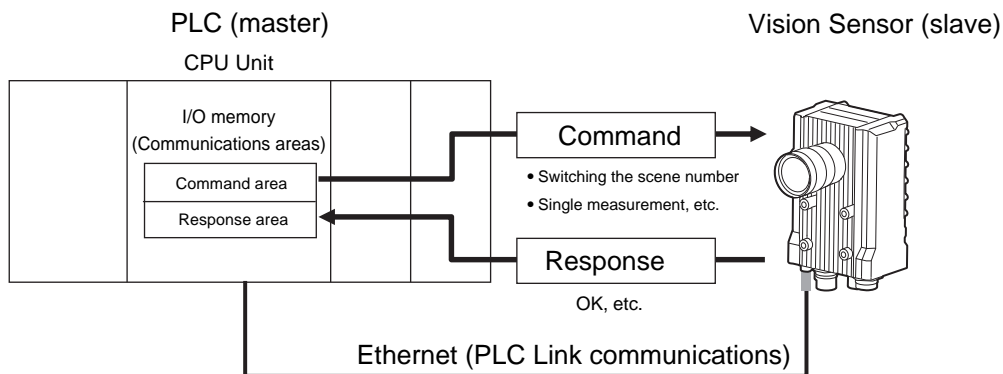 PLC (master)
Vision Sensor (slave)
CPU Unit
I/O memory
(Communications areas)
Command area
Response area
Command
• Switching the scene number
• Single measurement, etc.
Response
OK, etc.
Ethernet (PLC Link communications)